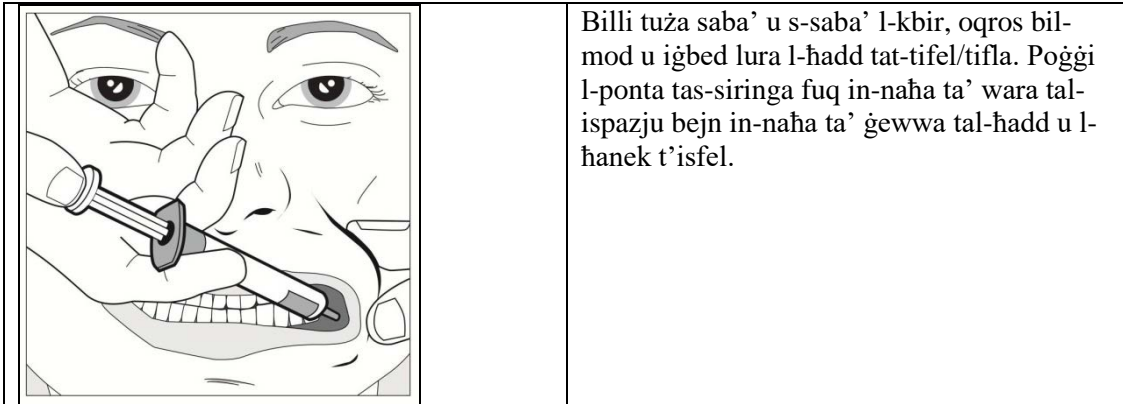 Billi tuża saba’ u s-saba’ l-kbir, oqros bil-
mod u iġbed lura l-ħadd tat-tifel/tifla. Poġġi
l-ponta tas-siringa fuq in-naħa ta’ wara tal-
ispazju bejn in-naħa ta’ ġewwa tal-ħadd u l-
ħanek t’isfel.